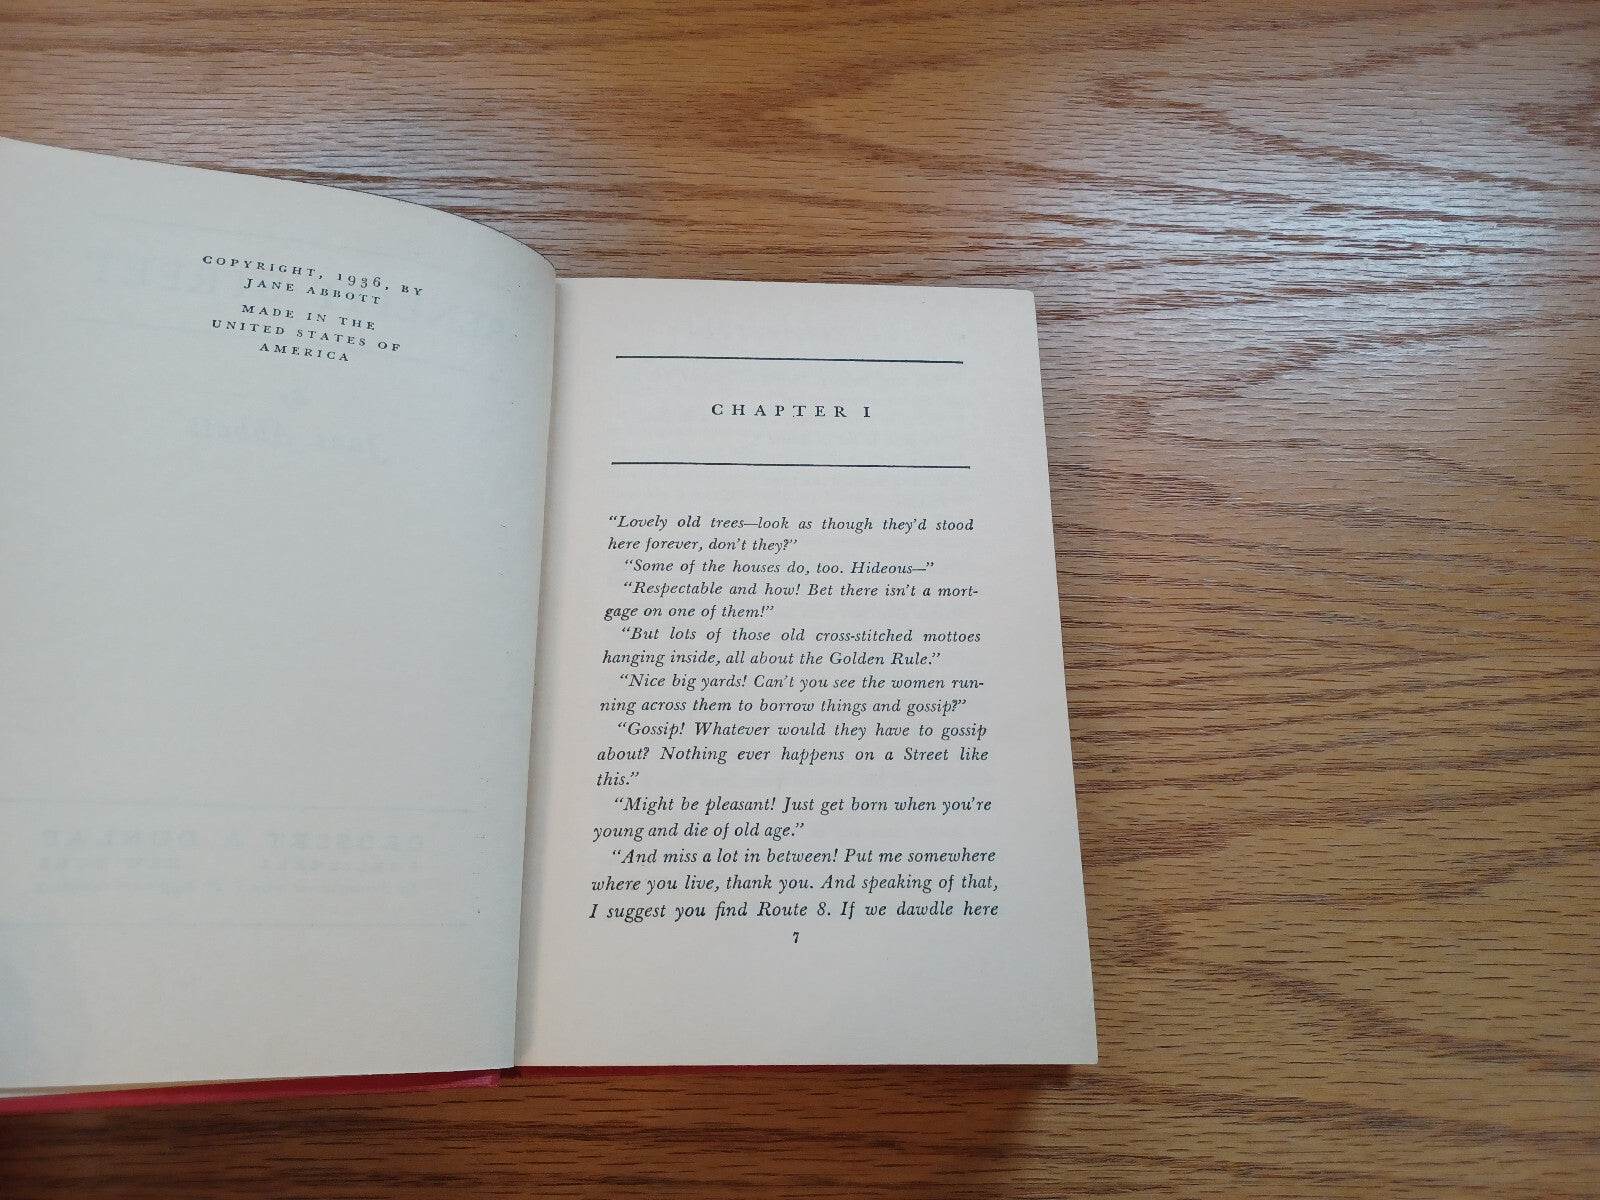 COPYRIGHT, 1936, BY
JANE ABBOTT
MADE IN THE
UNITED STATES OF
AMERICA
CHAPTER I
“Lovely old trees—look as though they’d stood
here forever, don’t they?”
“Some of the houses do, too. Hideous—”
“Respectable and how! Bet there isn’t a mort-
gage on one of them!”
“But lots of those old cross-stitched mottoes
hanging inside, all about the Golden Rule.”
“Nice big yards! Can’t you see the women run-
ning across them to borrow things and gossip?”
“Gossip! Whatever would they have to gossip
about? Nothing ever happens on a Street like
this.”
“Might be pleasant! Just get born when you’re
young and die of old age.”
“And miss a lot in between! Put me somewhere
where you live, thank you. And speaking of that,
I suggest you find Route 8. If we dawdle here
7